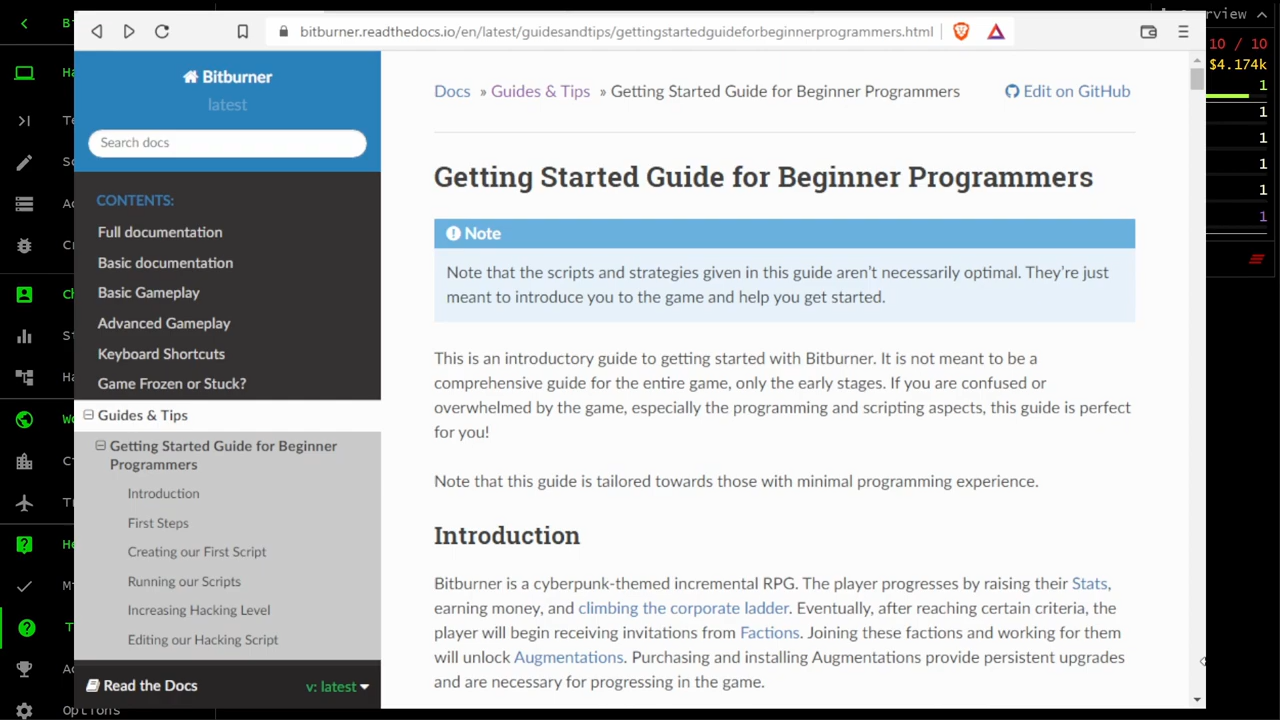 bitburner.readthedocs.io/en/latest/guidesandtips/gettingstartedguideforbeginnerprogrammers.html
Bitburner
latest
Search docs
CONTENTS:
Full documentation
Basic documentation
Basic Gameplay
Advanced Gameplay
Keyboard Shortcuts
Game Frozen or Stuck?
Guides & Tips
Getting Started Guide for Beginner
Programmers
Introduction
First Steps
Creating our First Script
Running our Scripts
Increasing Hacking Level
Editing our Hacking Script
Read the Docs
v: latest
Docs » Guides & Tips » Getting Started Guide for Beginner Programmers
Edit on GitHub
Getting Started Guide for Beginner Programmers
Note
Note that the scripts and strategies given in this guide aren't necessarily optimal. They're just
meant to introduce you to the game and help you get started.
This is an introductory guide to getting started with Bitburner. It is not meant to be a
comprehensive guide for the entire game, only the early stages. If you are confused or
overwhelmed by the game, especially the programming and scripting aspects, this guide is perfect
for you!
Note that this guide is tailored towards those with minimal programming experience.
Introduction
Bitburner is a cyberpunk-themed incremental RPG. The player progresses by raising their Stats,
earning money, and climbing the corporate ladder. Eventually, after reaching certain criteria, the
player will begin receiving invitations from Factions. Joining these factions and working for them
will unlock Augmentations. Purchasing and installing Augmentations provide persistent upgrades
and are necessary for progressing in the game.
10 / 10
$4.174k
1
1
1
1
1
1
Options